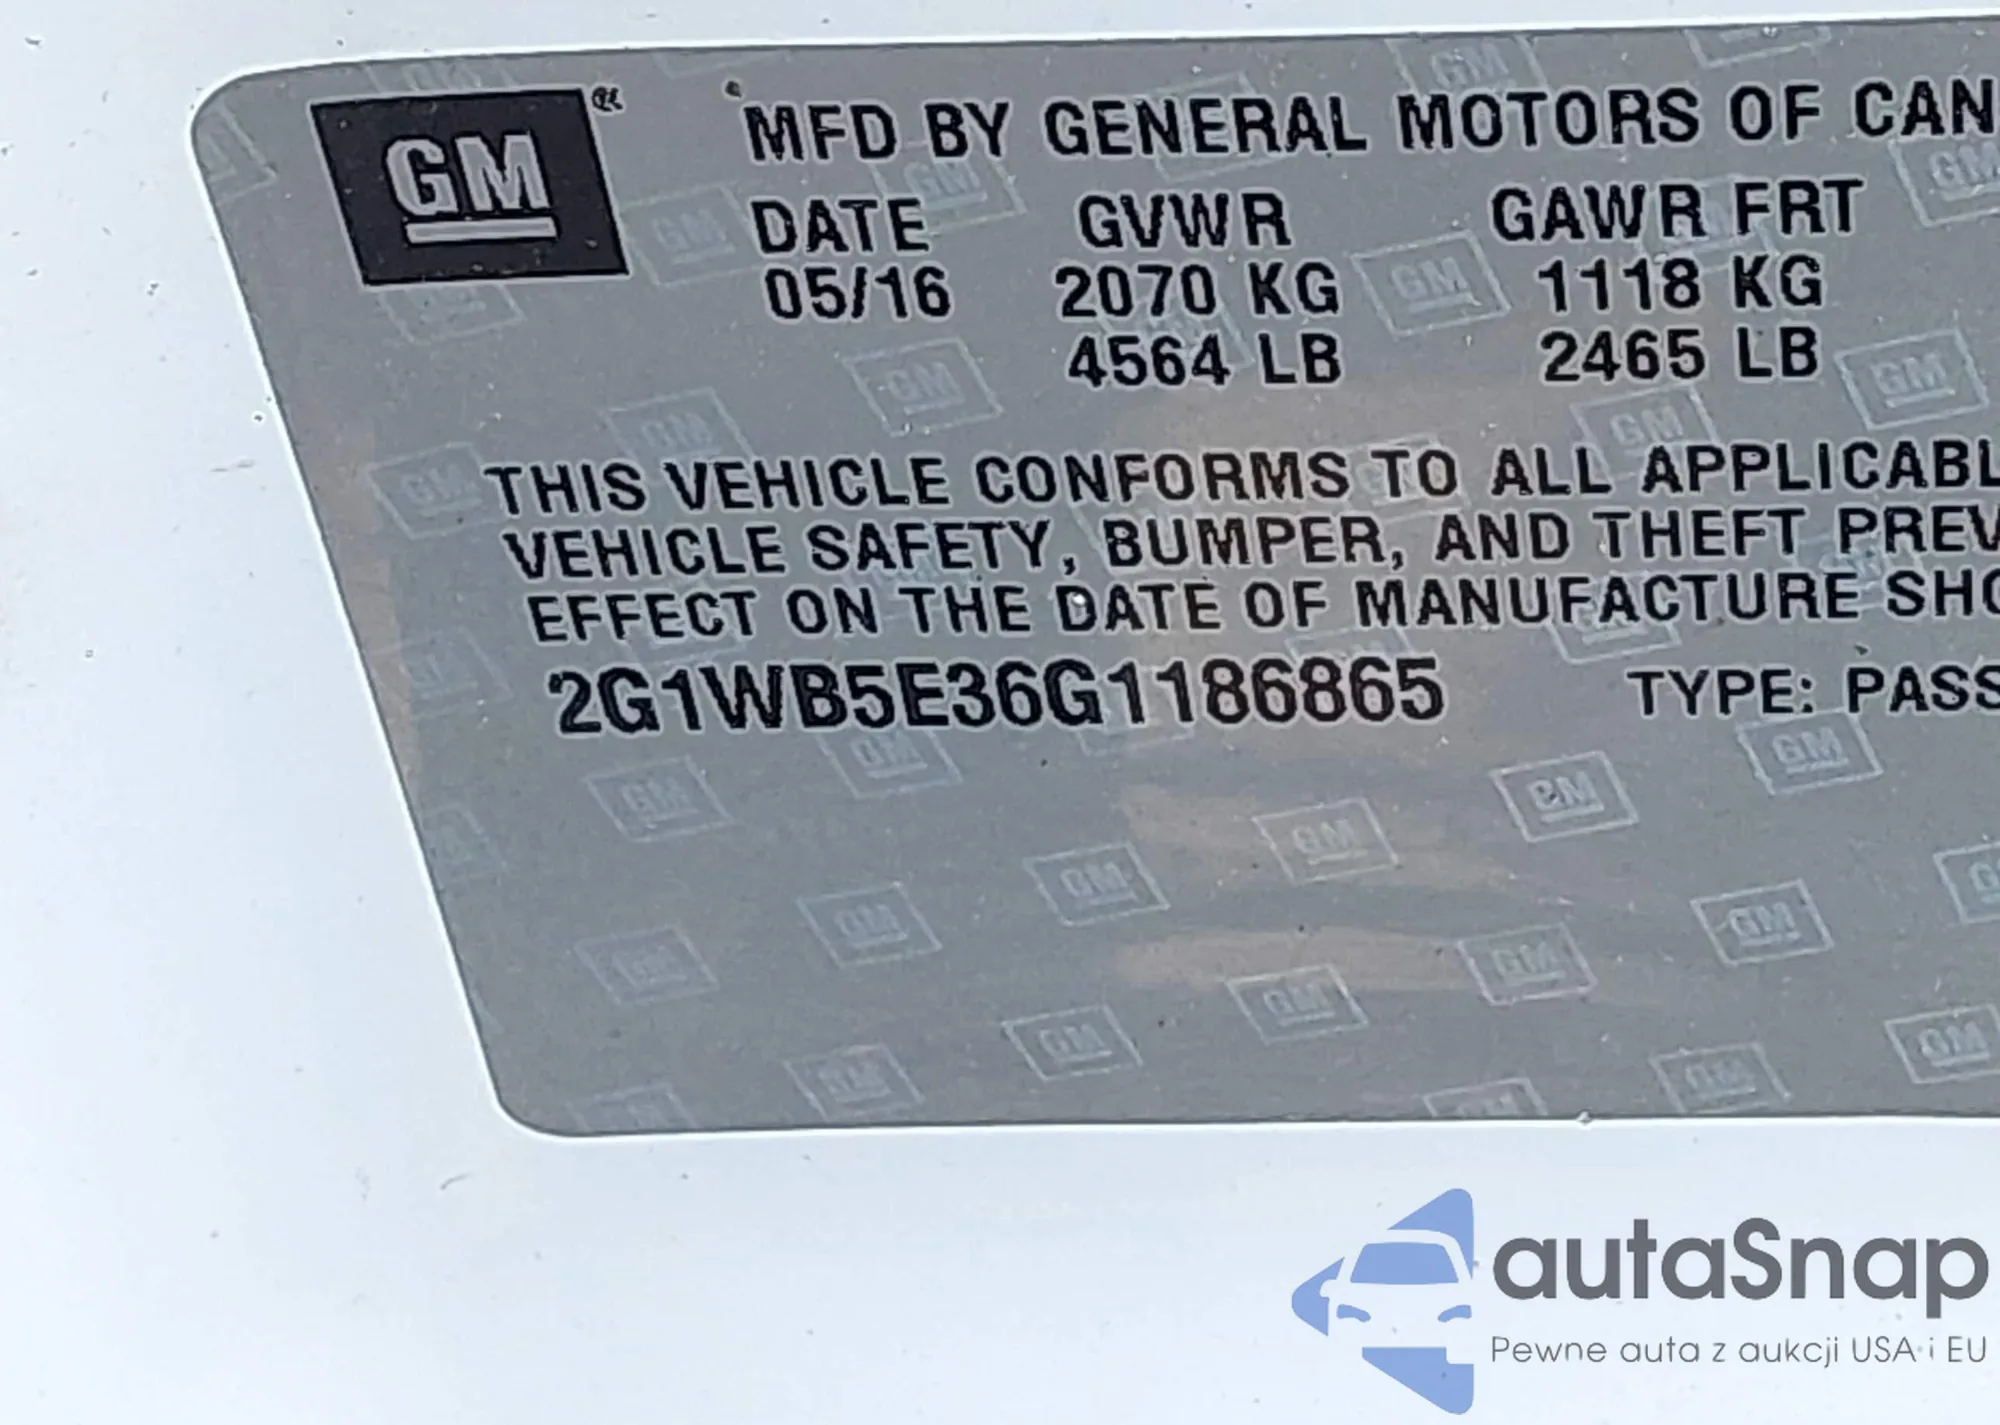 GM
MFD BY GENERAL MOTORS OF CAN
DATE GVWR GAWR FRT
05/16 2070 KG 1118 KG
4564 LB 2465 LB
THIS VEHICLE CONFORMS TO ALL APPLICABL
VEHICLE SAFETY, BUMPER, AND THEFT PREV
EFFECT ON THE DATE OF MANUFACTURE SHO
2G1WB5E36G1186865 TYPE: PASS
autaSnap
Pewne auta z aukcji USA i EU